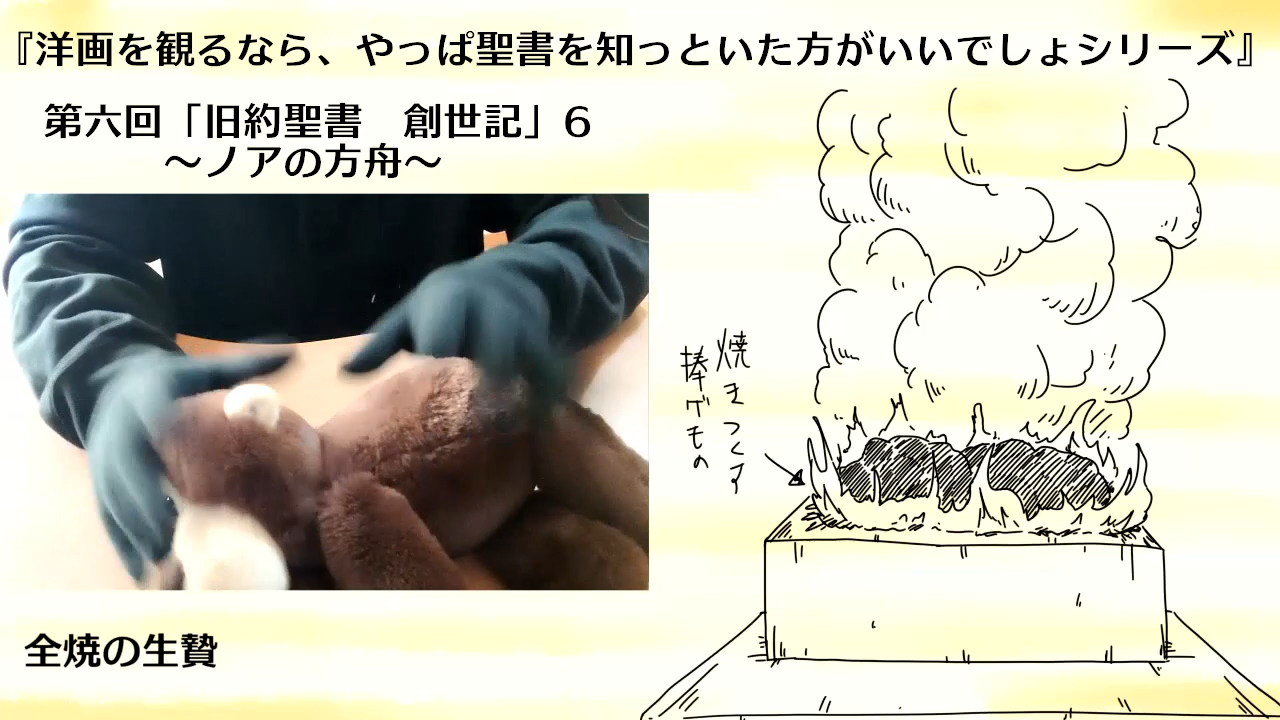 『洋画を観るなら、やっぱ聖書を知っといた方がいいでしょシリーズ』
第六回「旧約聖書　創世記」6
～ノアの方舟～
焼きつくす
捧げもの
全焼の生贄